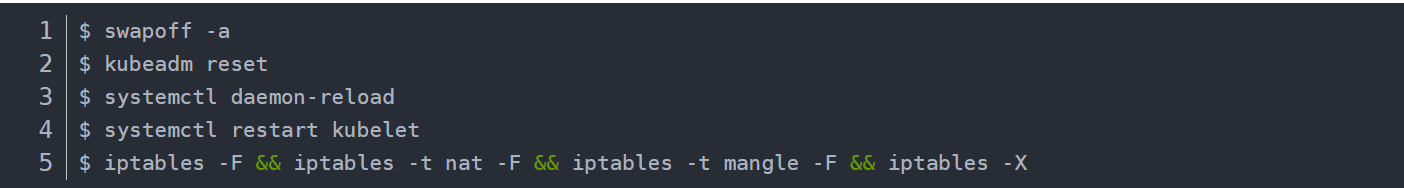 1 $ swapoff -a
2 $ kubeadm reset
3 $ systemctl daemon-reload
4 $ systemctl restart kubelet
5 $ iptables -F && iptables -t nat -F && iptables -t mangle -F && iptables -X